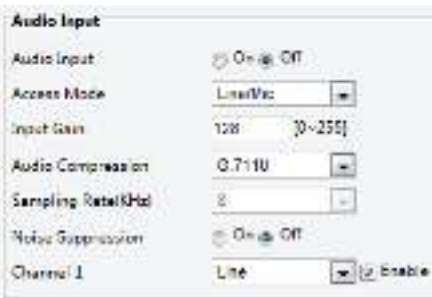 Audio Input
Audio Input On Off
Access Mode Line/Mic
Input Gain 128 [0~255]
Audio Compression G.711U
Sampling Rate(KHz) 8
Noise Suppression On Off
Channel 1 Line Enable